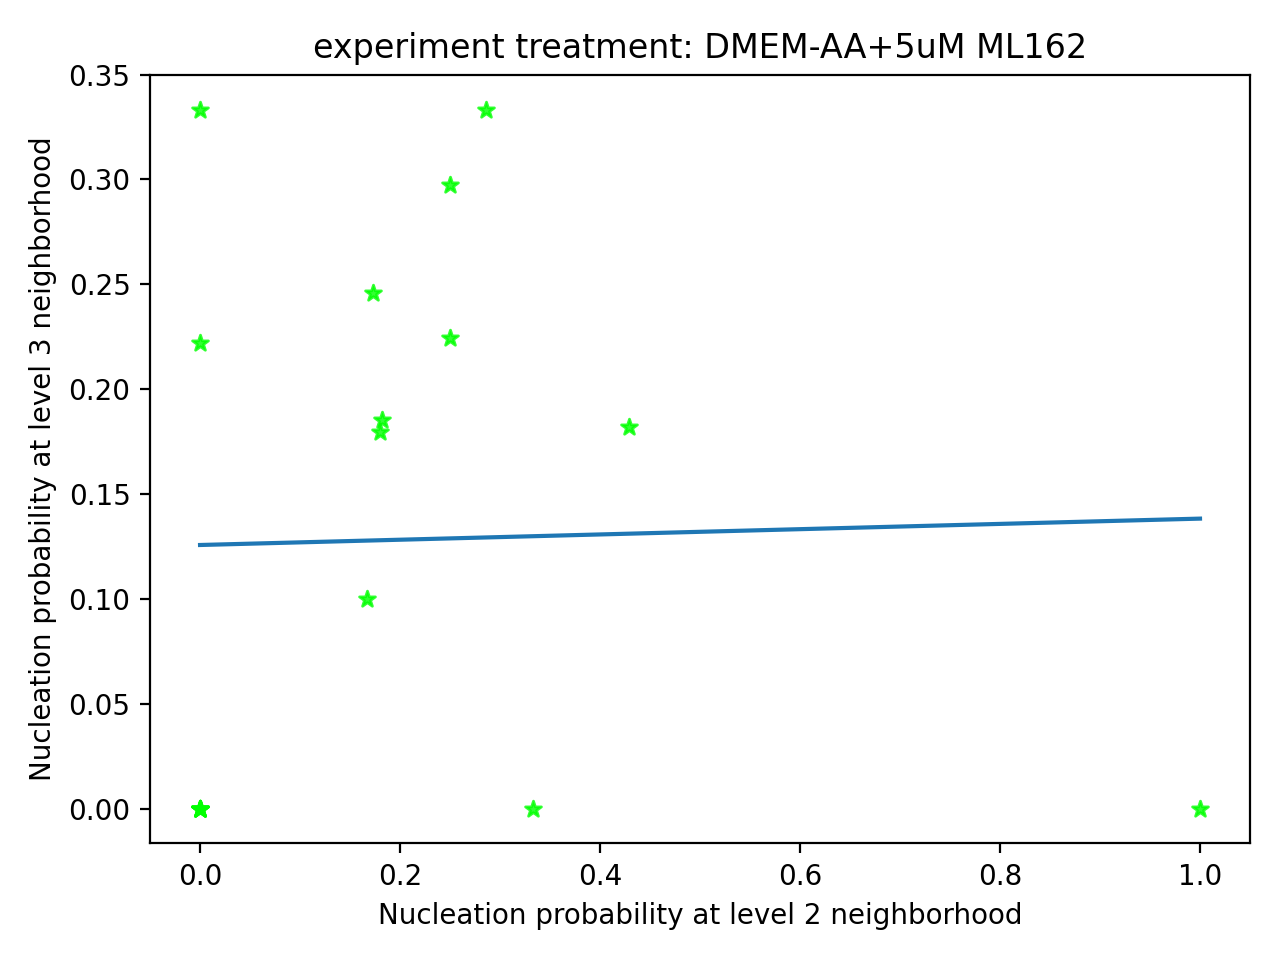 experiment treatment: DMEM-AA+5uM ML162
0.35
0.30
0.25
0.20
0.15
0.10
0.05
0.00
Nucleation probability at level 3 neighborhood
0.0 0.2 0.4 0.6 0.8 1.0
Nucleation probability at level 2 neighborhood